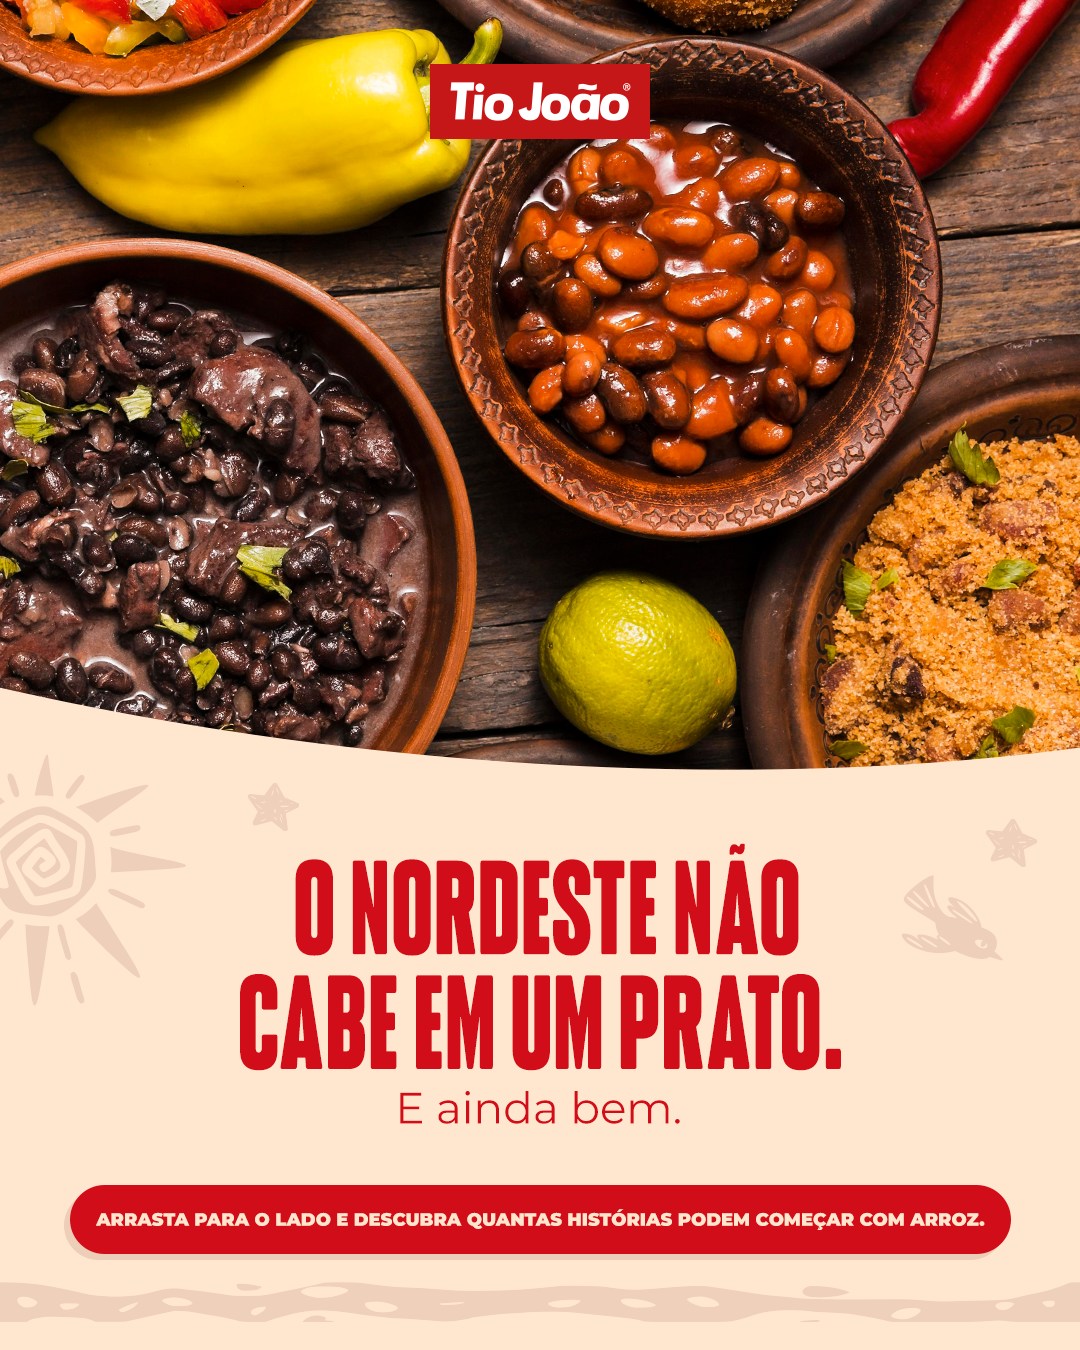 Tio João®
O NORDESTE NÃO
CABE EM UM PRATO.
E ainda bem.
ARRASTA PARA O LADO E DESCUBRA QUANTAS HISTÓRIAS PODEM COMEÇAR COM ARROZ.